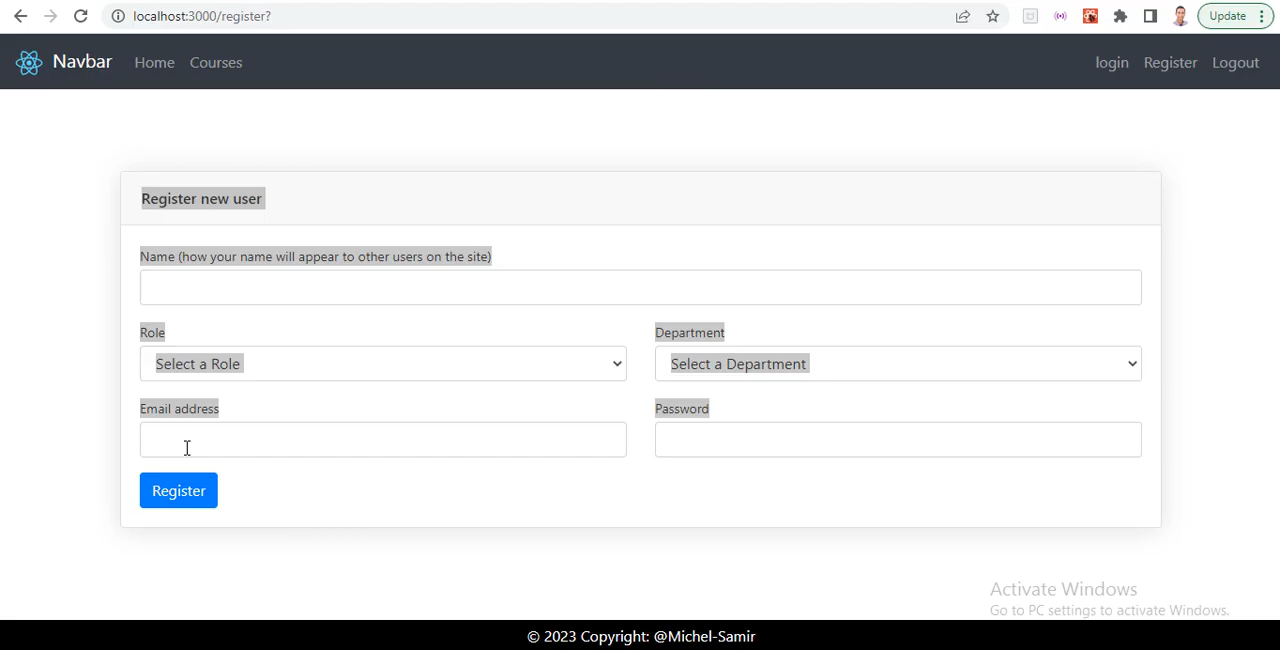 localhost:3000/register?
Update
Navbar Home Courses login Register Logout
Register new user
Name (how your name will appear to other users on the site)
Role Department
Select a Role Select a Department
Email address Password
Register
Activate Windows
Go to PC settings to activate Windows.
© 2023 Copyright: @Michel-Samir